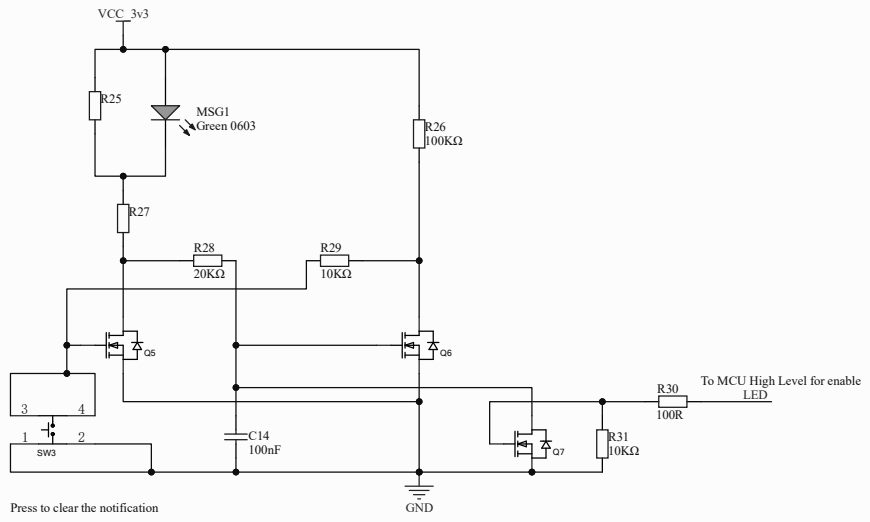 VCC_3v3
R25
MSG1
Green 0603
R26
100KΩ
R27
R28
20KΩ
R29
10KΩ
Q5
Q6
3 4
1 2
SW3
C14
100nF
Q7
R30
100R
R31
10KΩ
To MCU High Level for enable
LED
GND
Press to clear the notification